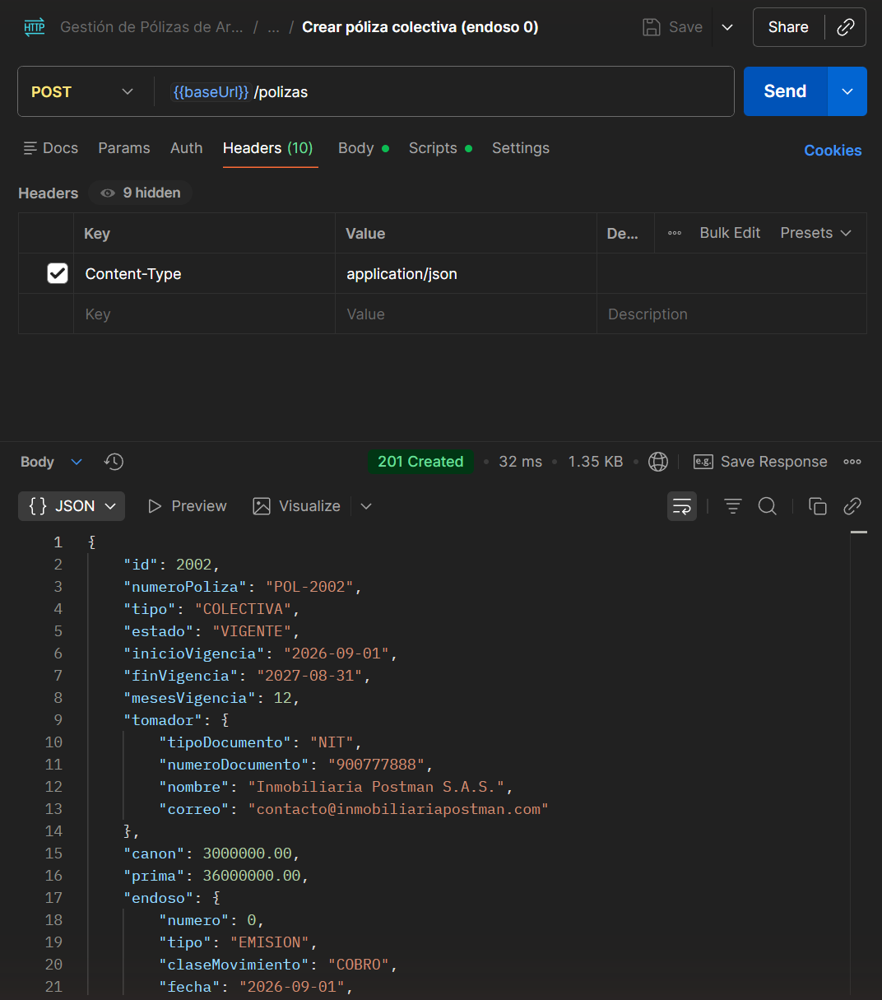 HTTP Gestión de Pólizas de Ar... / ... / Crear póliza colectiva (endoso 0) Save Share
POST {{baseUrl}} /polizas Send
Docs Params Auth Headers (10) Body Scripts Settings Cookies
Headers 9 hidden
Key Value De... Bulk Edit Presets
Content-Type application/json
Key Value Description
Body 201 Created 32 ms 1.35 KB e.g. Save Response
{} JSON Preview Visualize
1 {
2 "id": 2002,
3 "numeroPoliza": "POL-2002",
4 "tipo": "COLECTIVA",
5 "estado": "VIGENTE",
6 "inicioVigencia": "2026-09-01",
7 "finVigencia": "2027-08-31",
8 "mesesVigencia": 12,
9 "tomador": {
10 "tipoDocumento": "NIT",
11 "numeroDocumento": "900777888",
12 "nombre": "Inmobiliaria Postman S.A.S.",
13 "correo": "contacto@inmobiliariapostman.com"
14 },
15 "canon": 3000000.00,
16 "prima": 36000000.00,
17 "endoso": {
18 "numero": 0,
19 "tipo": "EMISION",
20 "claseMovimiento": "COBRO",
21 "fecha": "2026-09-01",